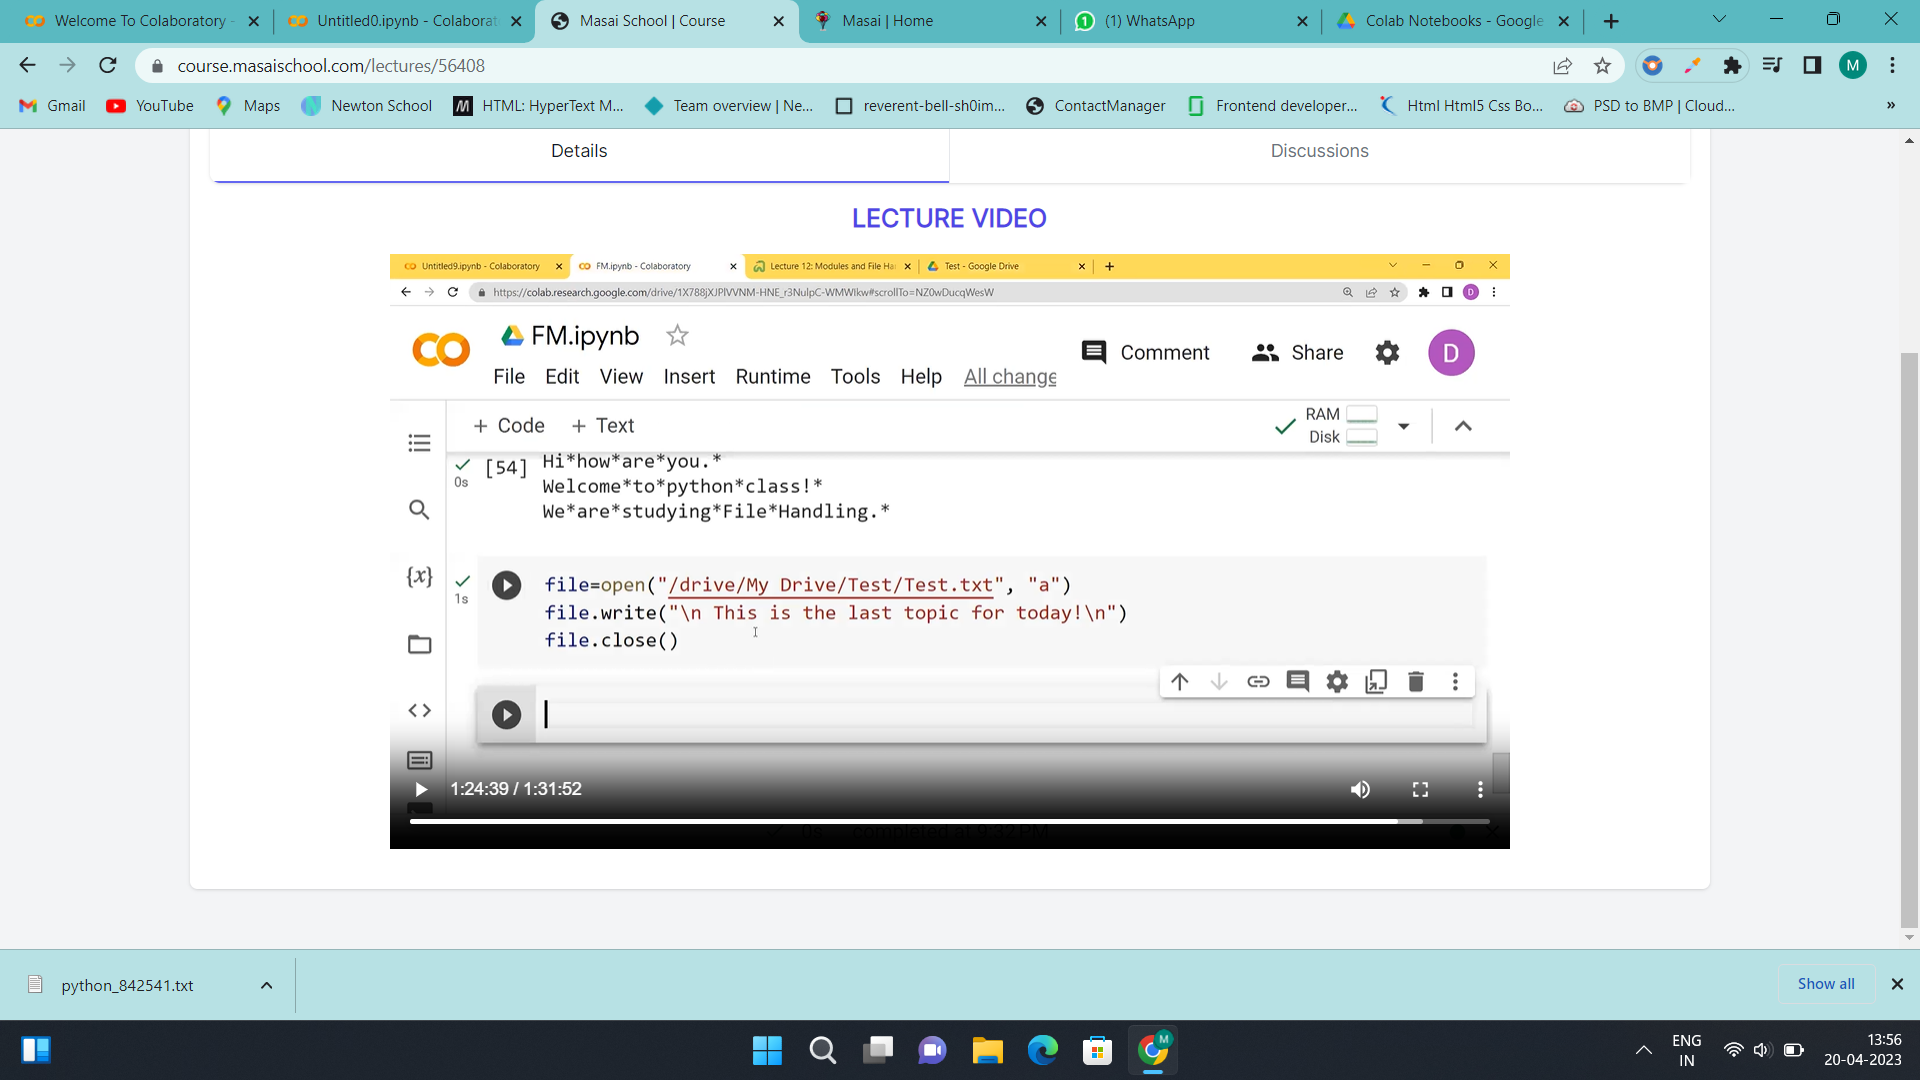 Welcome To Colaboratory -
Untitled0.ipynb - Colaborat
Masai School | Course
Masai | Home
(1) WhatsApp
Colab Notebooks - Google
course.masaischool.com/lectures/56408
M
Gmail
YouTube
Maps
Newton School
HTML: HyperText M...
Team overview | Ne...
reverent-bell-sh0im...
ContactManager
Frontend developer...
Html Html5 Css Bo...
PSD to BMP | Cloud...
»
Details
Discussions
LECTURE VIDEO
Untitled9.ipynb - Colaboratory
FM.ipynb - Colaboratory
Lecture 12: Modules and File Ha
Test - Google Drive
https://colab.research.google.com/drive/1X788jXJPlVVNM-HNE_r3NulpC-WMWIkw#scrollTo=NZ0wDucqWesW
D
CO
FM.ipynb
Comment
Share
D
File Edit View Insert Runtime Tools Help All change
+ Code + Text
RAM
Disk
[54] Hi*how*are*you.*
0s
Welcome*to*python*class!*
We*are*studying*File*Handling.*
{x}
1s
file=open("/drive/My Drive/Test/Test.txt", "a")
file.write("\n This is the last topic for today!\n")
file.close()
1:24:39 / 1:31:52
0s completed at 9:32 PM
python_842541.txt
Show all
M
ENG
IN
13:56
20-04-2023